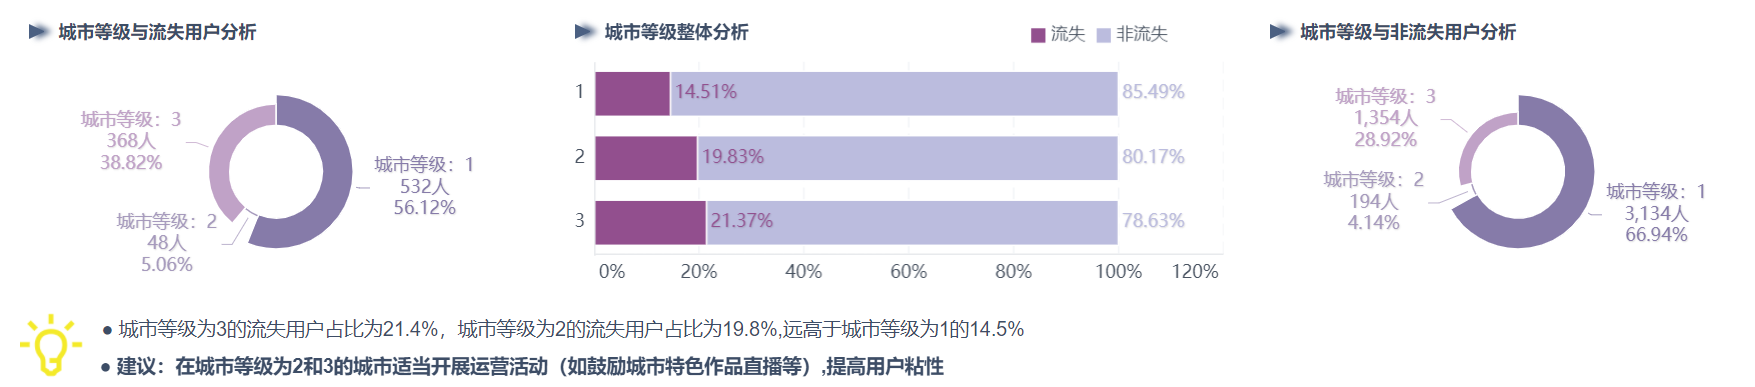 城市等级与流失用户分析
城市等级：3
368人
38.82%
城市等级：1
532人
56.12%
城市等级：2
48人
5.06%
城市等级整体分析
流失 非流失
1 14.51% 85.49%
2 19.83% 80.17%
3 21.37% 78.63%
0% 20% 40% 60% 80% 100% 120%
城市等级与非流失用户分析
城市等级：3
1,354人
28.92%
城市等级：2
194人
4.14%
城市等级：1
3,134人
66.94%
● 城市等级为3的流失用户占比为21.4%，城市等级为2的流失用户占比为19.8%,远高于城市等级为1的14.5%
● 建议：在城市等级为2和3的城市适当开展运营活动（如鼓励城市特色作品直播等）,提高用户粘性